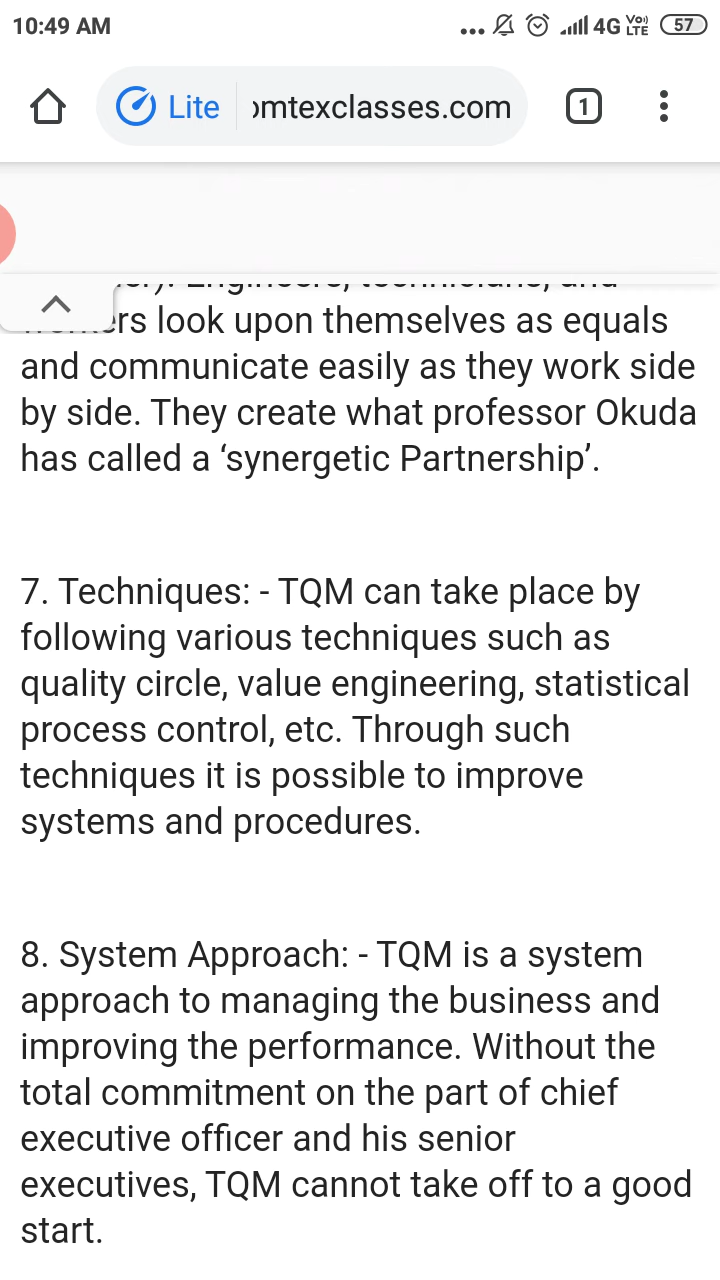 10:49 AM
... 4G Vo)) LTE 57
Lite omtexclasses.com 1
look upon themselves as equals
and communicate easily as they work side
by side. They create what professor Okuda
has called a ‘synergetic Partnership’.
7. Techniques: - TQM can take place by
following various techniques such as
quality circle, value engineering, statistical
process control, etc. Through such
techniques it is possible to improve
systems and procedures.
8. System Approach: - TQM is a system
approach to managing the business and
improving the performance. Without the
total commitment on the part of chief
executive officer and his senior
executives, TQM cannot take off to a good
start.